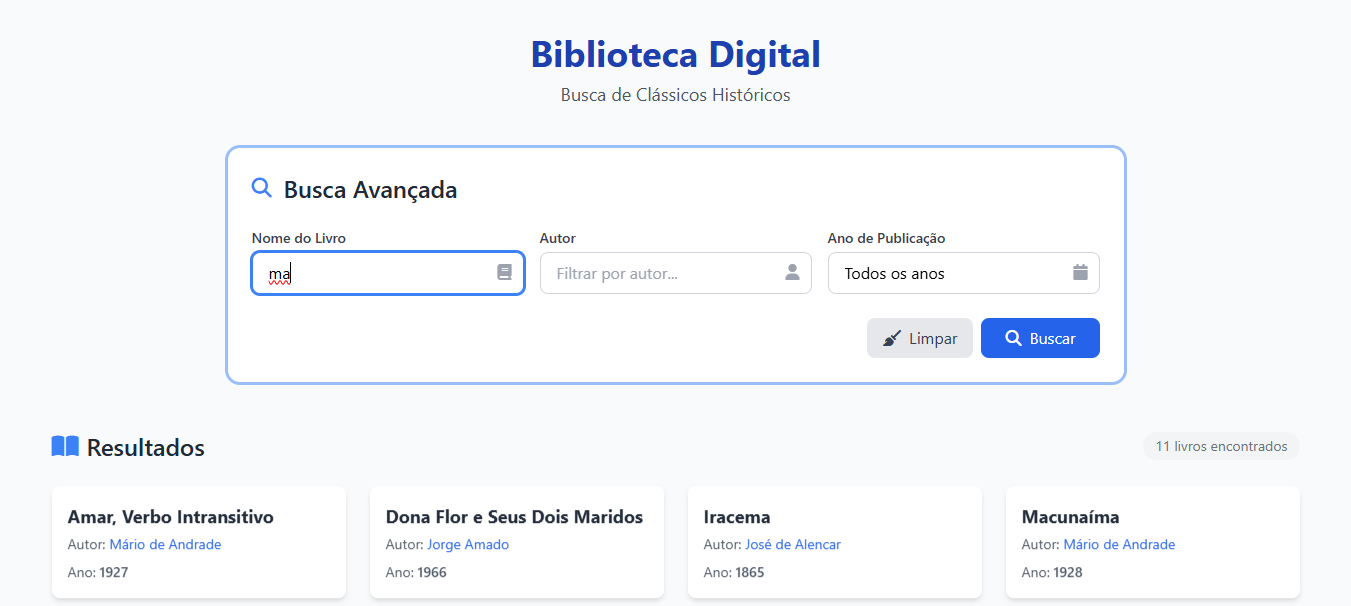 Biblioteca Digital
Busca de Clássicos Históricos
Busca Avançada
Nome do Livro
Autor
Ano de Publicação
ma
Filtrar por autor...
Todos os anos
Limpar
Buscar
Resultados
11 livros encontrados
Amar, Verbo Intransitivo
Autor: Mário de Andrade
Ano: 1927
Dona Flor e Seus Dois Maridos
Autor: Jorge Amado
Ano: 1966
Iracema
Autor: José de Alencar
Ano: 1865
Macunaíma
Autor: Mário de Andrade
Ano: 1928